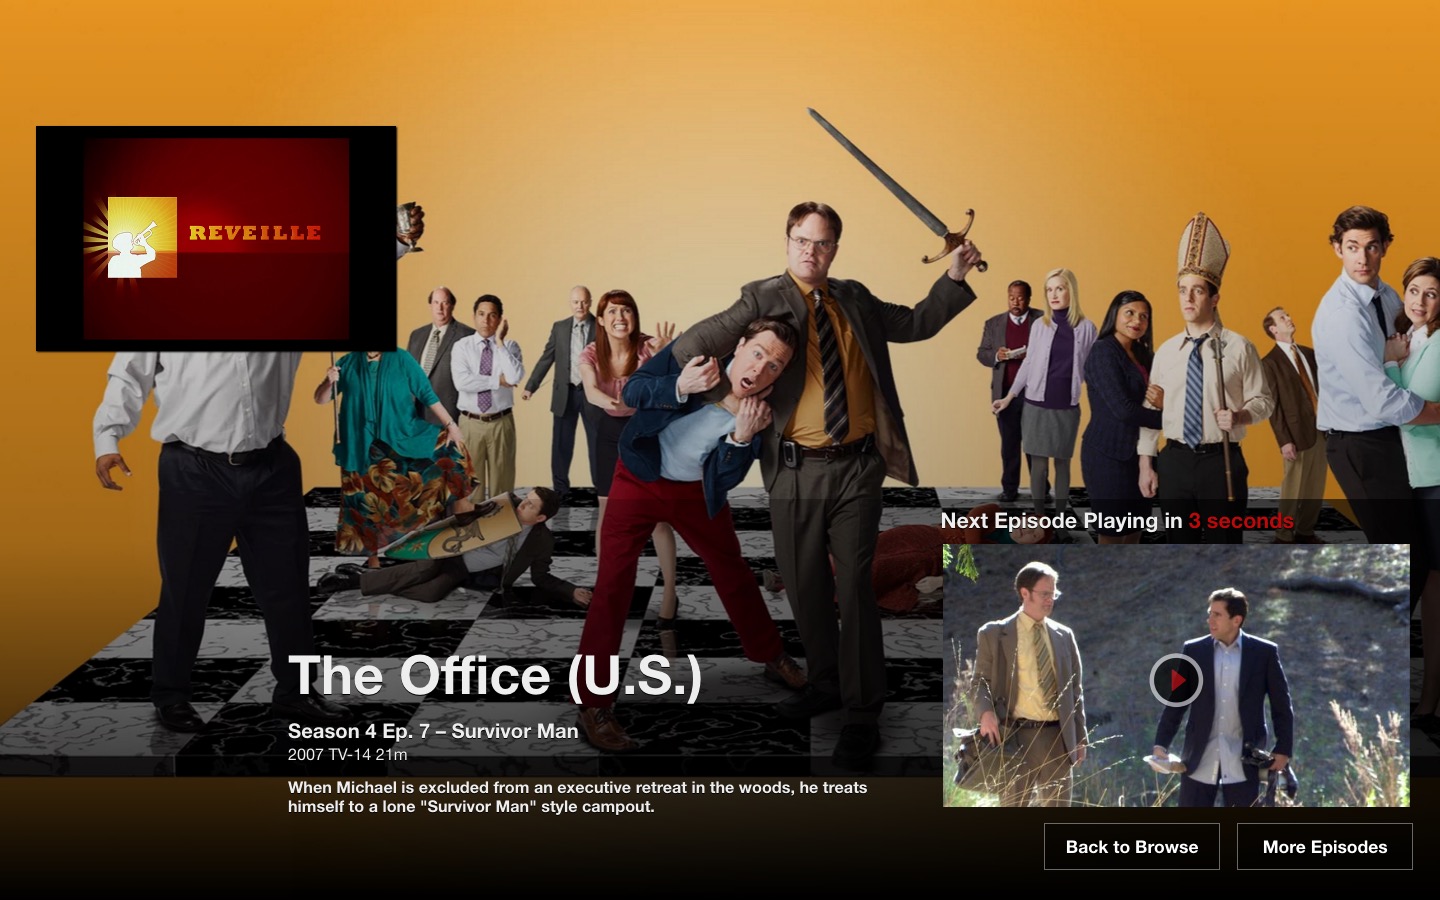 REVEILLE
Next Episode Playing in 3 seconds
The Office (U.S.)
Season 4 Ep. 7 – Survivor Man
2007 TV-14 21m
When Michael is excluded from an executive retreat in the woods, he treats
himself to a lone "Survivor Man" style campout.
Back to Browse
More Episodes